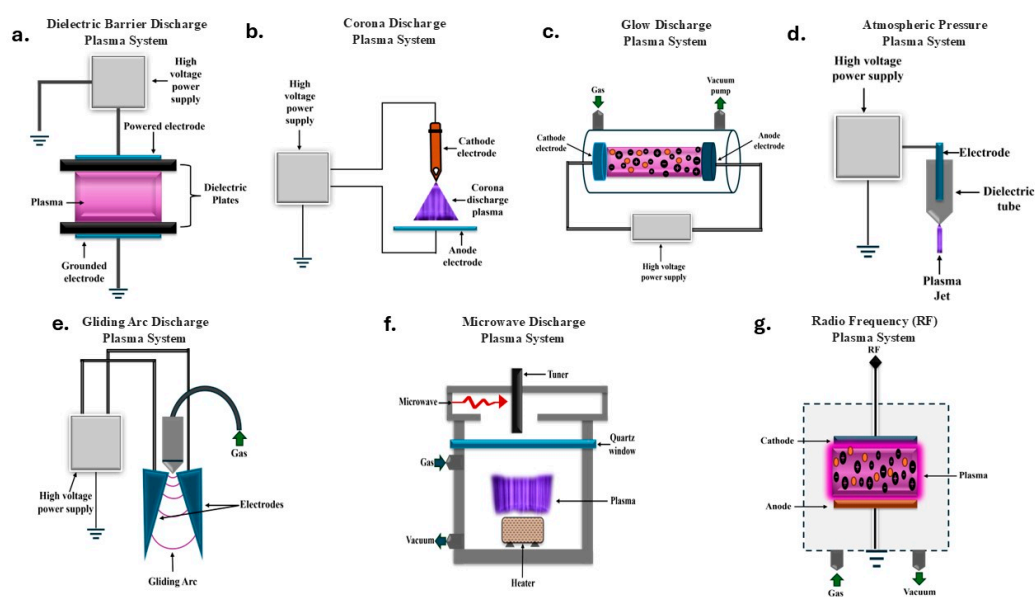 a.
Dielectric Barrier Discharge
Plasma System
High
voltage
power
supply
Powered electrode
Plasma
Dielectric
Plates
Grounded
electrode
b.
Corona Discharge
Plasma System
High
voltage
power
supply
Cathode
electrode
Corona
discharge
plasma
Anode
electrode
c.
Glow Discharge
Plasma System
Gas
Vacuum
pump
Cathode
electrode
Anode
electrode
High voltage
power supply
d.
Atmospheric Pressure
Plasma System
High voltage
power supply
Electrode
Dielectric
tube
Plasma
Jet
e.
Gliding Arc Discharge
Plasma System
Gas
High voltage
power supply
Electrodes
Gliding Arc
f.
Microwave Discharge
Plasma System
Tuner
Microwave
Quartz
window
Gas
Plasma
Vacuum
Heater
g.
Radio Frequency (RF)
Plasma System
RF
Cathode
Plasma
Anode
Gas
Vacuum